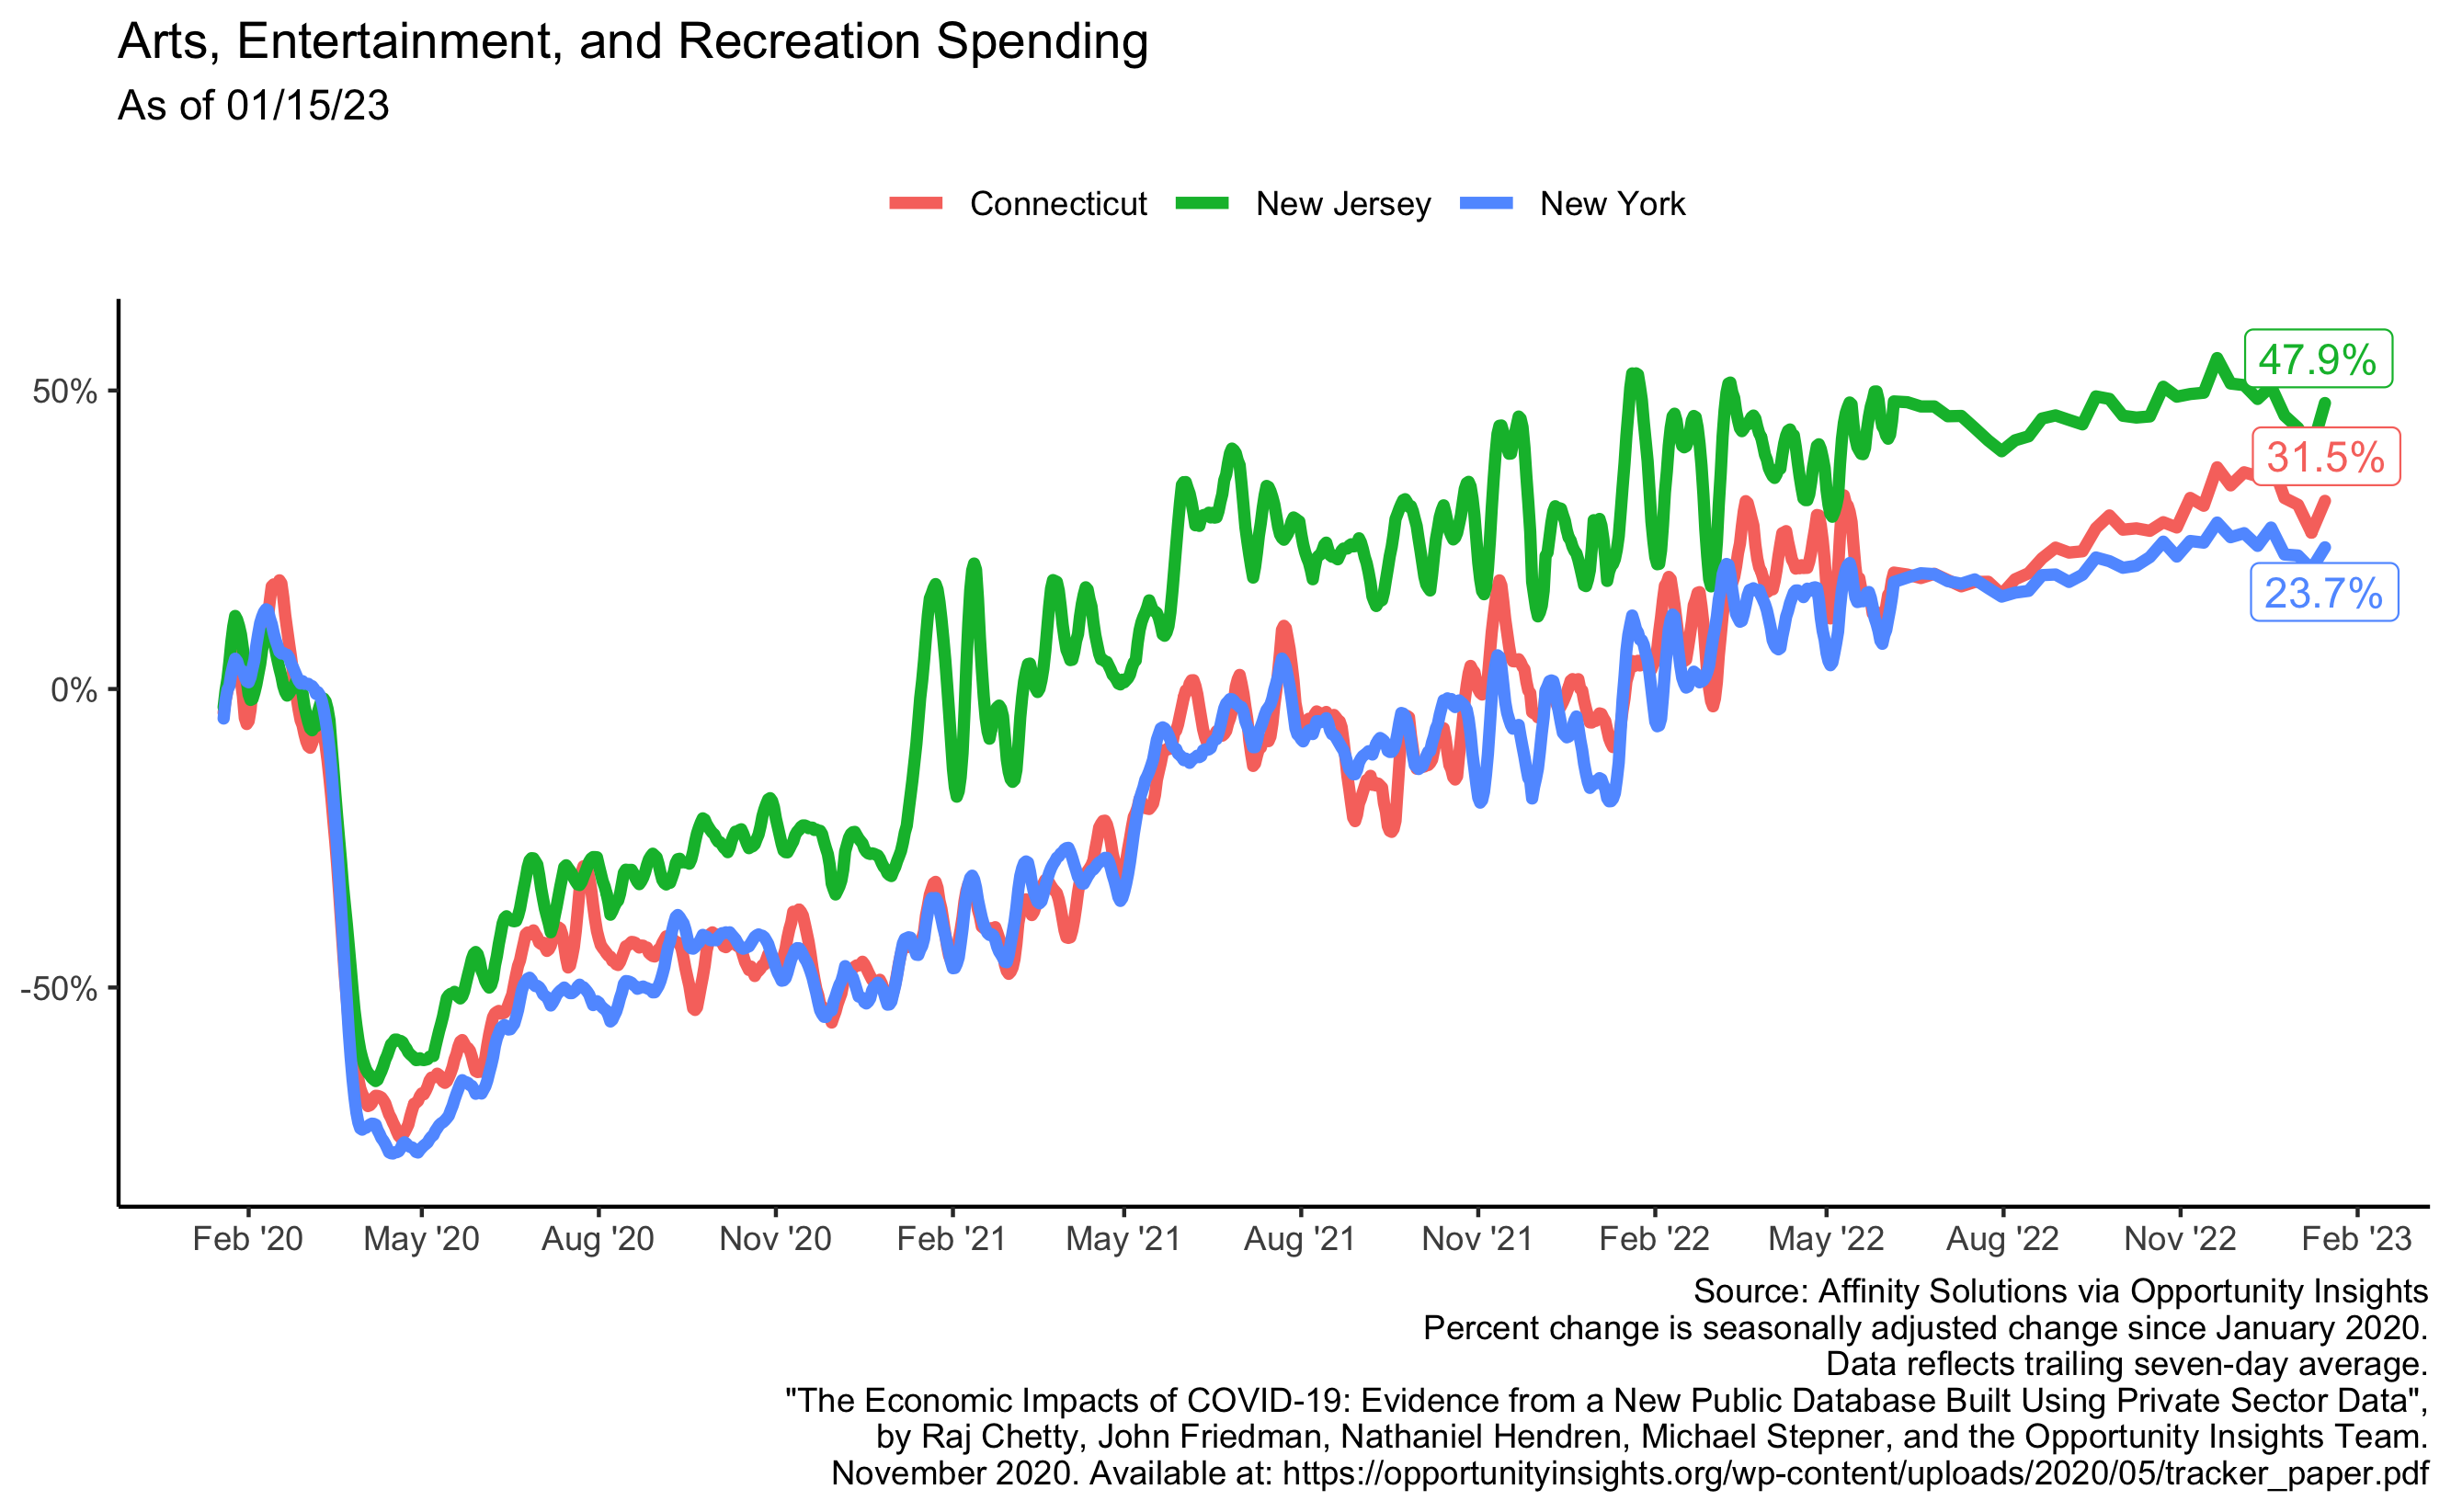 Arts, Entertainment, and Recreation Spending
As of 01/15/23
Connecticut New Jersey New York
50%
0%
-50%
47.9%
31.5%
23.7%
Feb '20 May '20 Aug '20 Nov '20 Feb '21 May '21 Aug '21 Nov '21 Feb '22 May '22 Aug '22 Nov '22 Feb '23
Source: Affinity Solutions via Opportunity Insights
Percent change is seasonally adjusted change since January 2020.
Data reflects trailing seven-day average.
"The Economic Impacts of COVID-19: Evidence from a New Public Database Built Using Private Sector Data",
by Raj Chetty, John Friedman, Nathaniel Hendren, Michael Stepner, and the Opportunity Insights Team.
November 2020. Available at: https://opportunityinsights.org/wp-content/uploads/2020/05/tracker_paper.pdf